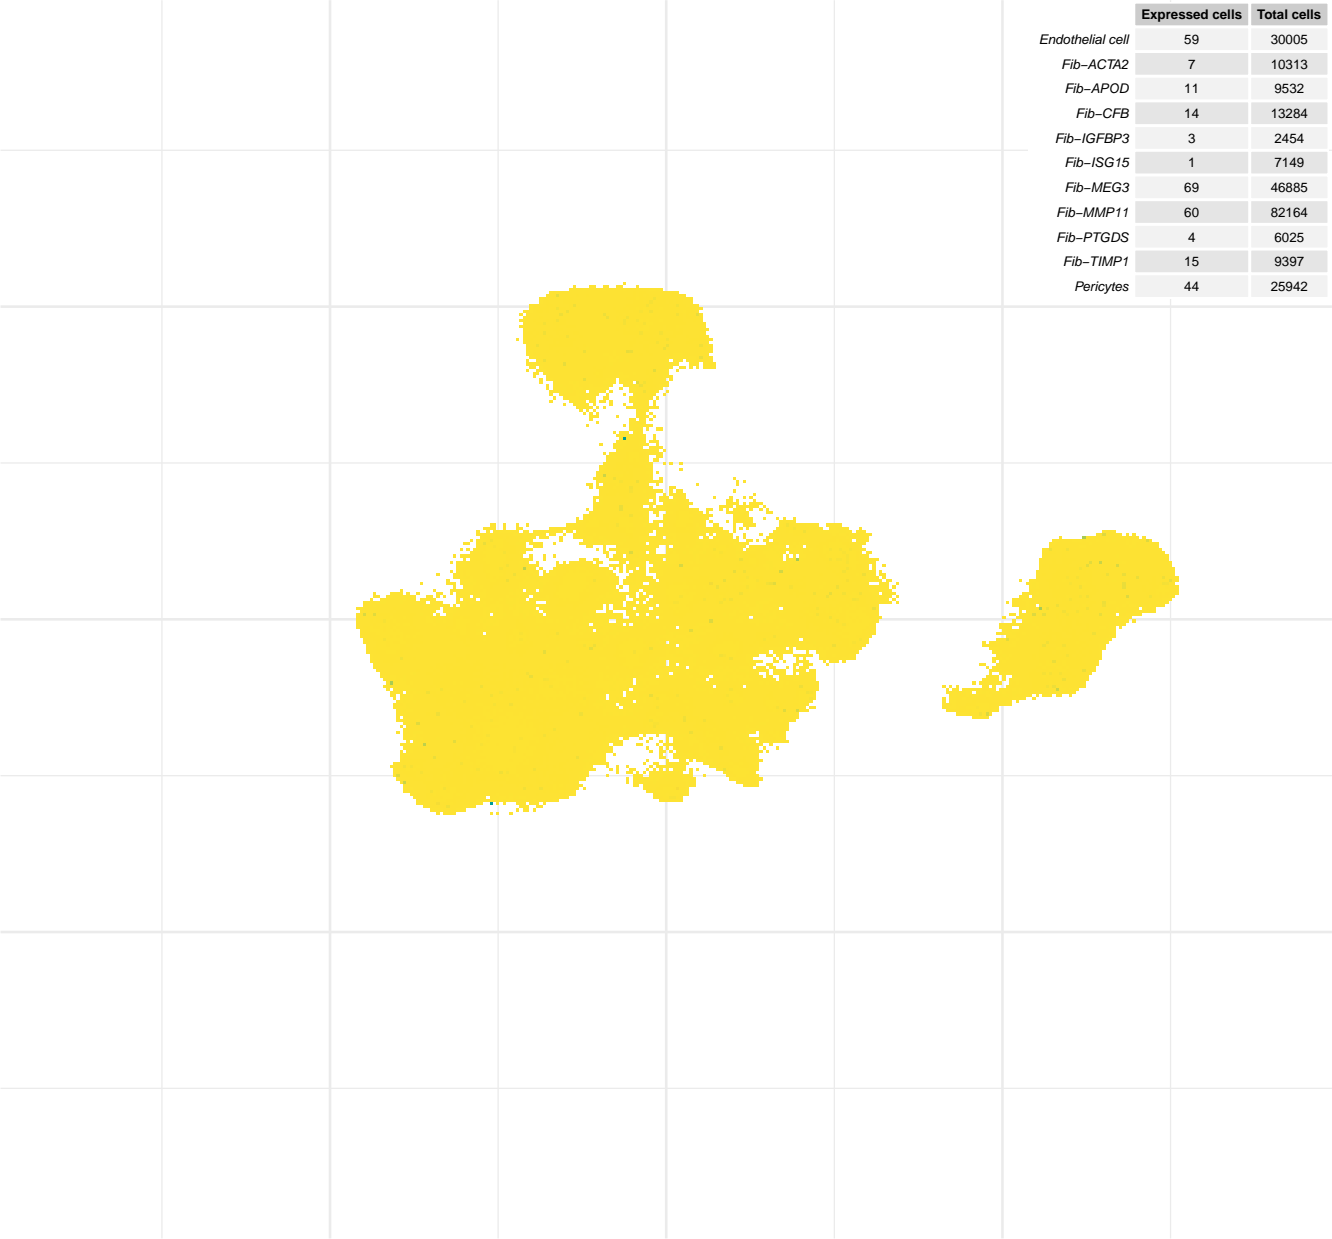 Expressed cells Total cells
Endothelial cell 59 30005
Fib−ACTA2 7 10313
Fib−APOD 11 9532
Fib−CFB 14 13284
Fib−IGFBP3 3 2454
Fib−ISG15 1 7149
Fib−MEG3 69 46885
Fib−MMP11 60 82164
Fib−PTGDS 4 6025
Fib−TIMP1 15 9397
Pericytes 44 25942